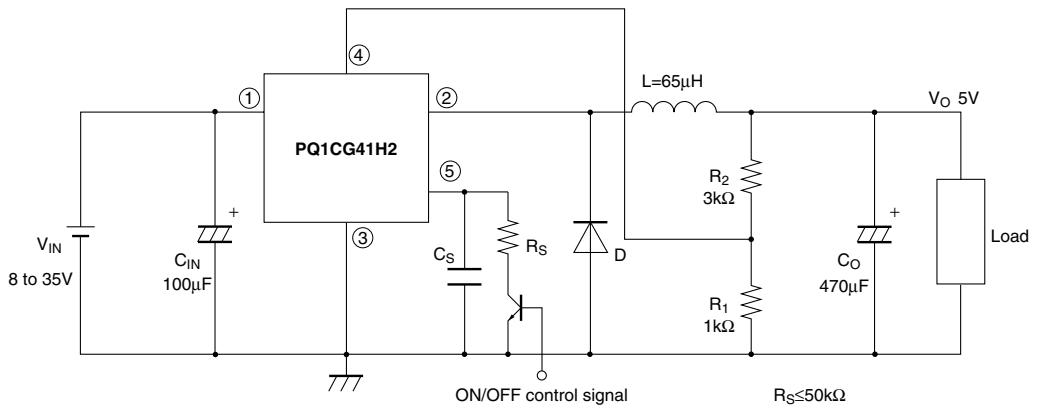 ④
L=65μH
①
②
VO 5V
PQ1CG41H2
⑤
R2
3kΩ
+
+
VIN
8 to 35V
CIN
100μF
③
CS
RS
D
CO
470μF
Load
R1
1kΩ
ON/OFF control signal
RS≤50kΩ